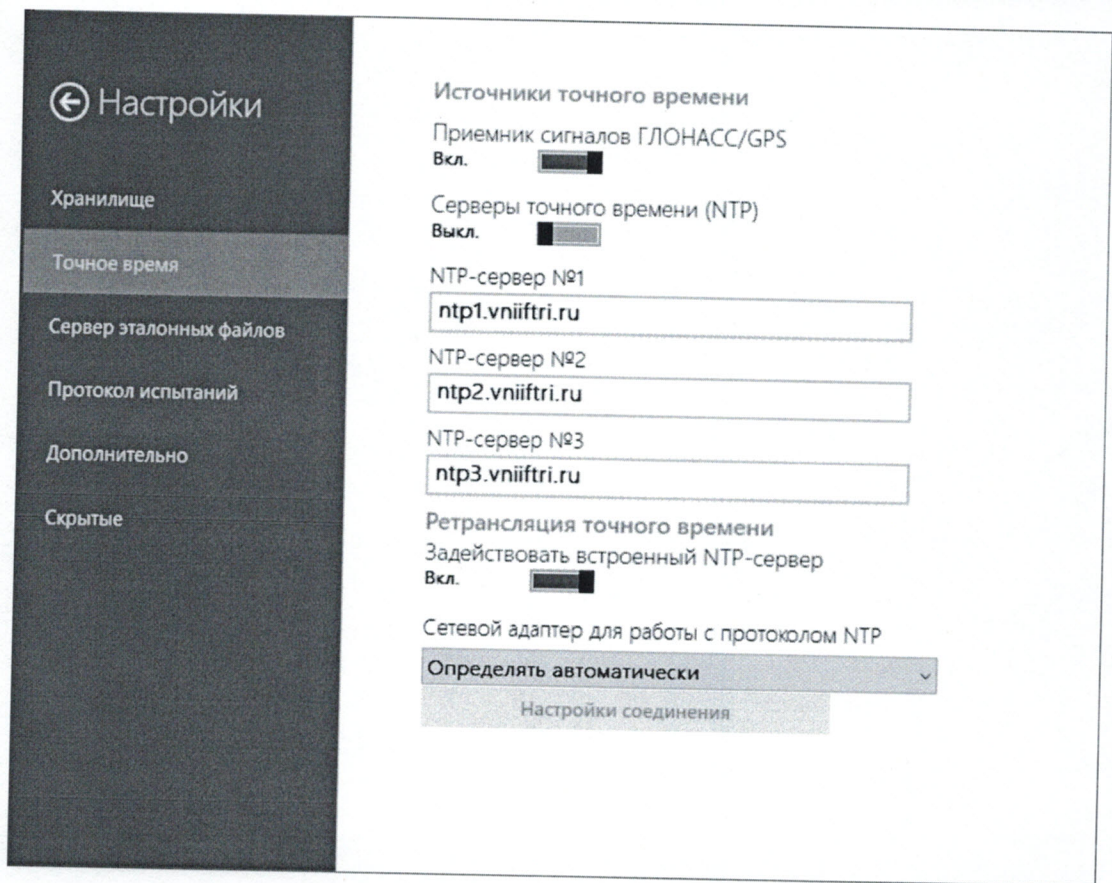 Настройки
Хранилище
Точное время
Сервер эталонных файлов
Протокол испытаний
Дополнительно
Скрытые
Источники точного времени
Приемник сигналов ГЛОНАСС/GPS
Вкл.
Серверы точного времени (NTP)
Выкл.
NTP-сервер №1
ntp1.vniiftri.ru
NTP-сервер №2
ntp2.vniiftri.ru
NTP-сервер №3
ntp3.vniiftri.ru
Ретрансляция точного времени
Задействовать встроенный NTP-сервер
Вкл.
Сетевой адаптер для работы с протоколом NTP
Определять автоматически
Настройки соединения